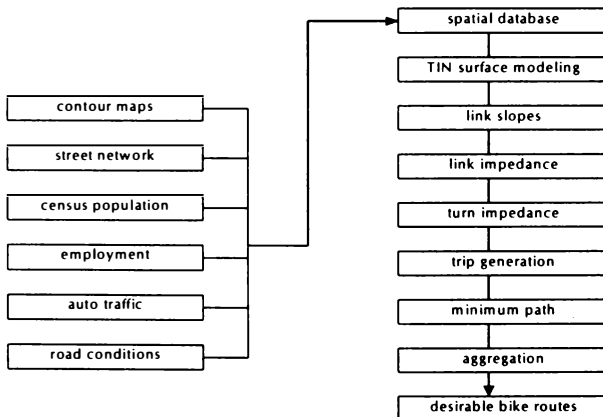 spatial database
TIN surface modeling
contour maps
link slopes
street network
link impedance
census population
turn impedance
employment
trip generation
auto traffic
minimum path
road conditions
aggregation
desirable bike routes